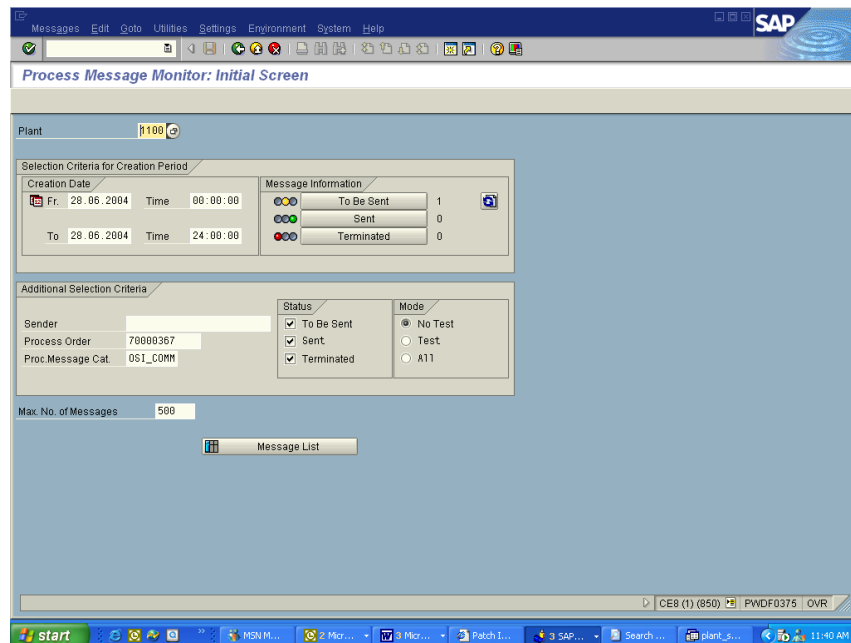 Messages Edit Goto Utilities Settings Environment System Help
SAP
Process Message Monitor: Initial Screen
Plant 1100
Selection Criteria for Creation Period
Creation Date Message Information
Fr. 28.06.2004 Time 00:00:00 To Be Sent 1
Sent 0
To 28.06.2004 Time 24:00:00 Terminated 0
Additional Selection Criteria
Status Mode
Sender To Be Sent No Test
Process Order 70000367 Sent Test
Proc.Message Cat. OSI_COMM Terminated All
Max. No. of Messages 500
Message List
CE8 (1) (850) PWDF0375 OVR
start MSN M... 2 Micr... 3 Micr... Patch I... 3 SAP... Search ... plant_s... 11:40 AM